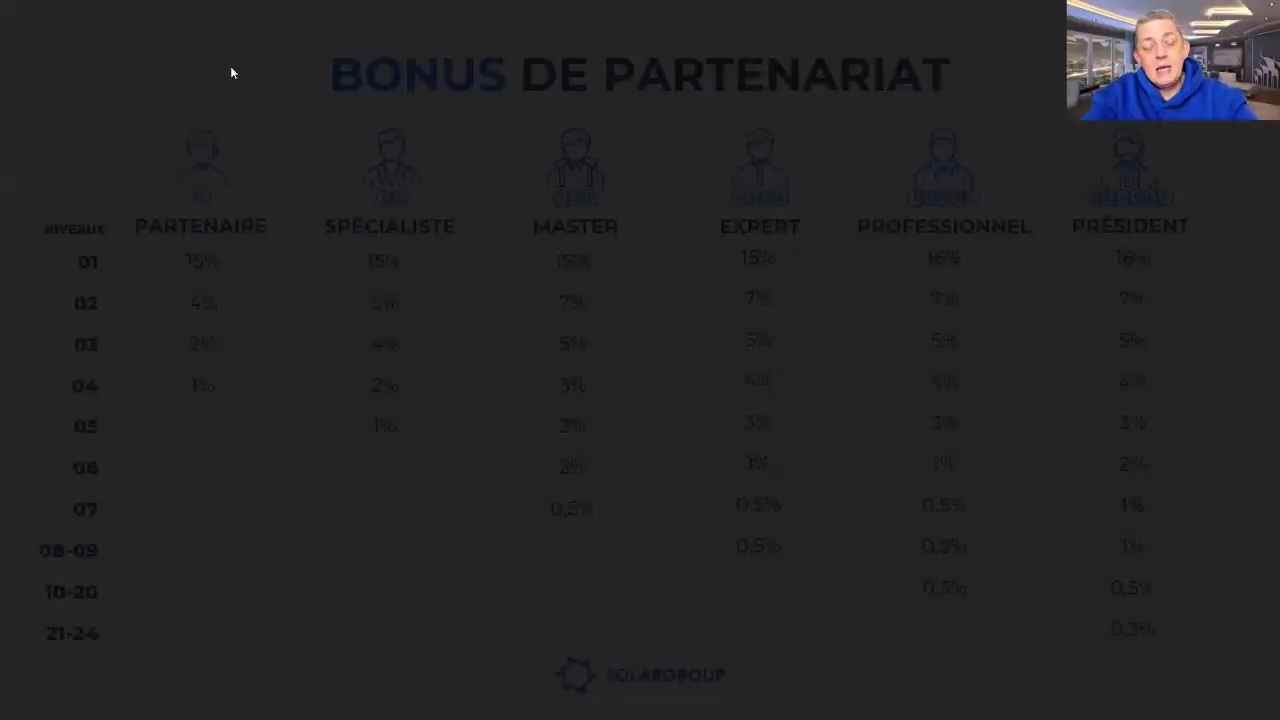 BONUS DE PARTENARIAT
NIVEAUX PARTENAIRE SPÉCIALISTE MASTER EXPERT PROFESSIONNEL PRÉSIDENT
01 15% 15% 15% 15% 16% 16%
02 4% 5% 7% 7% 7% 7%
03 2% 4% 5% 5% 5% 5%
04 1% 2% 3% 4% 4% 4%
05 1% 2% 3% 3% 3%
06 2% 1% 1% 2%
07 0,5% 0,5% 0,5% 1%
08-09 0,5% 0,5% 1%
10-20 0,3% 0,5%
21-24 0,3%
SOLARGROUP